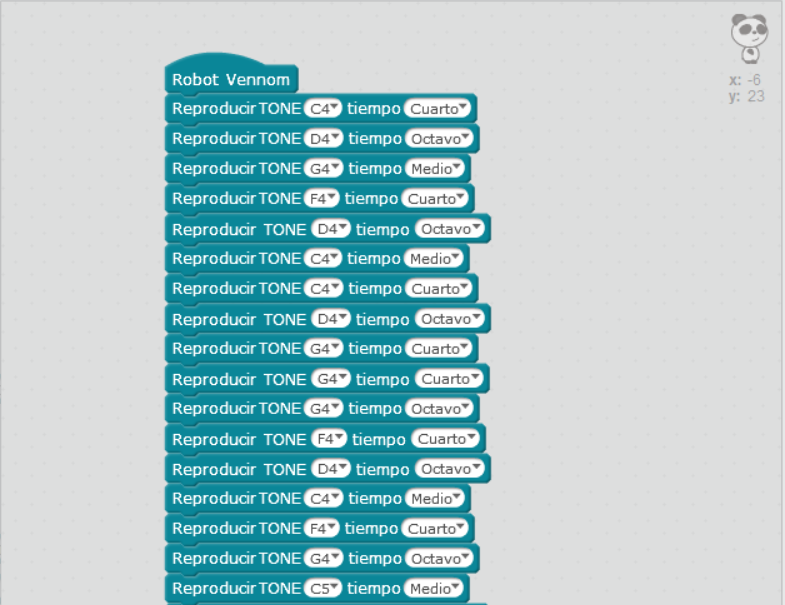 Robot Vennom
Reproducir TONE C4 tiempo Cuarto
Reproducir TONE D4 tiempo Octavo
Reproducir TONE G4 tiempo Medio
Reproducir TONE F4 tiempo Cuarto
Reproducir TONE D4 tiempo Octavo
Reproducir TONE C4 tiempo Medio
Reproducir TONE C4 tiempo Cuarto
Reproducir TONE D4 tiempo Octavo
Reproducir TONE G4 tiempo Cuarto
Reproducir TONE G4 tiempo Cuarto
Reproducir TONE G4 tiempo Octavo
Reproducir TONE F4 tiempo Cuarto
Reproducir TONE D4 tiempo Octavo
Reproducir TONE C4 tiempo Medio
Reproducir TONE F4 tiempo Cuarto
Reproducir TONE G4 tiempo Octavo
Reproducir TONE C5 tiempo Medio
x: -6
y: 23